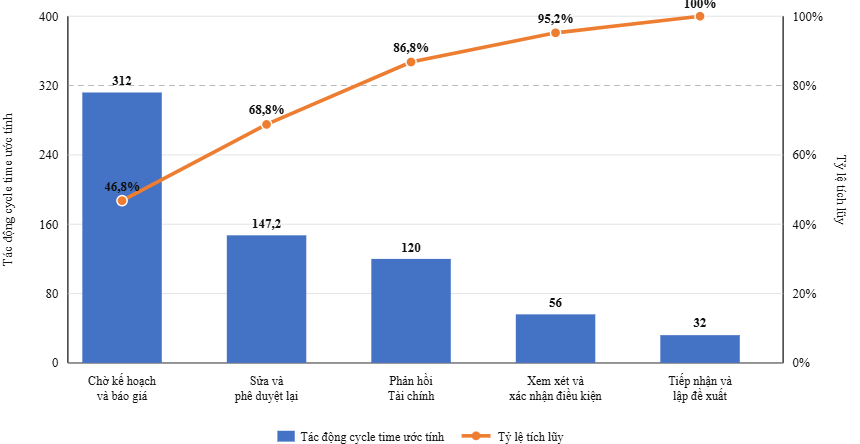 100%
95,2%
86,8%
68,8%
46,8%
312
147,2
120
56
32
400
320
240
160
80
0
100%
80%
60%
40%
20%
0%
Tác động cycle time ước tính
Tỷ lệ tích lũy
Chờ kế hoạch
và báo giá
Sửa và
phê duyệt lại
Phản hồi
Tài chính
Xem xét và
xác nhận điều kiện
Tiếp nhận và
lập đề xuất
Tác động cycle time ước tính
Tỷ lệ tích lũy